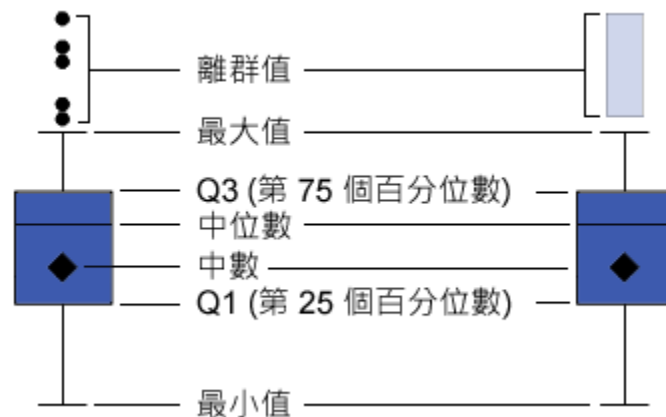 離群值
最大值
Q3 (第 75 個百分位數)
中位數
中數
Q1 (第 25 個百分位數)
最小值